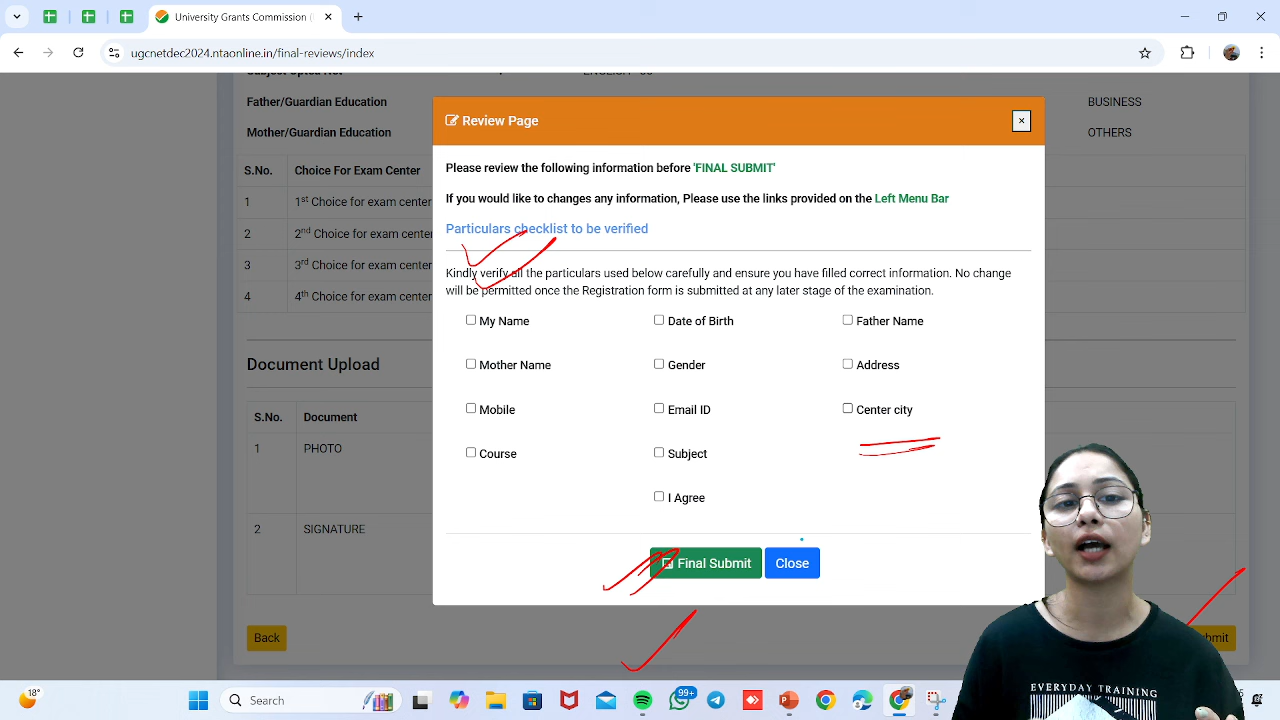 University Grants Commission (
ugcnetdec2024.ntaonline.in/final-reviews/index
Father/Guardian Education
BUSINESS
Mother/Guardian Education
OTHERS
S.No. Choice For Exam Center
1 1st Choice for exam center
2 2nd Choice for exam center
3 3rd Choice for exam center
4 4th Choice for exam center
Document Upload
S.No. Document
1 PHOTO
2 SIGNATURE
Back
Review Page
×
Please review the following information before 'FINAL SUBMIT'
If you would like to changes any information, Please use the links provided on the Left Menu Bar
Particulars checklist to be verified
Kindly verify all the particulars used below carefully and ensure you have filled correct information. No change
will be permitted once the Registration form is submitted at any later stage of the examination.
My Name Date of Birth Father Name
Mother Name Gender Address
Mobile Email ID Center city
Course Subject
I Agree
Final Submit Close
EVERYDAY TRAINING
18°
Search
99+